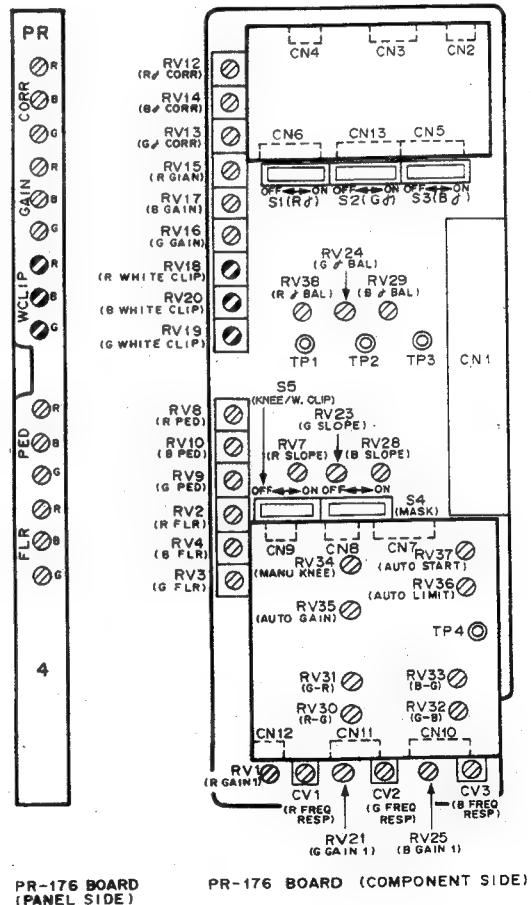 PR
R
CORR
B
G
R
GAIN
B
G
R
WCLIP
B
G
R
PED
B
G
R
FLR
B
G
4
PR-176 BOARD
(PANEL SIDE)
CN4
CN3
CN2
RV12
(R♂ CORR)
RV14
(B♂ CORR)
RV13
(G♂ CORR)
CN6
CN13
CN5
RV15
(R GIAN)
OFF ON OFF ON OFF ON
S1(R♂)
S2(G♂)
S3(B♂)
RV17
(B GAIN)
RV16
(G GAIN)
RV18
(R WHITE CLIP)
RV20
(B WHITE CLIP)
RV19
(G WHITE CLIP)
RV24
(G ♂ BAL)
RV38
(R ♂ BAL)
RV29
(B ♂ BAL)
TP1
TP2
TP3
CN1
S5
(KNEE/W. CLIP)
RV23
(G SLOPE)
RV8
(R PED)
RV10
(B PED)
RV7
(R SLOPE)
RV28
(B SLOPE)
RV9
(G PED)
OFF ON OFF ON
S4
(MASK)
RV2
(R FLR)
RV4
(B FLR)
RV3
(G FLR)
CN9
CN8
CN7
RV34
(MANU KNEE)
RV37
(AUTO START)
RV36
(AUTO LIMIT)
RV35
(AUTO GAIN)
TP4
RV31
(G-R)
RV33
(B-G)
RV30
(R-G)
RV32
(G-B)
CN12
CN11
CN10
RV1
(R GAIN1)
CV1
(R FREQ
RESP)
CV2
(G FREQ
RESP)
CV3
(B FREQ
RESP)
RV21
(G GAIN 1)
RV25
(B GAIN 1)
PR-176 BOARD (COMPONENT SIDE)